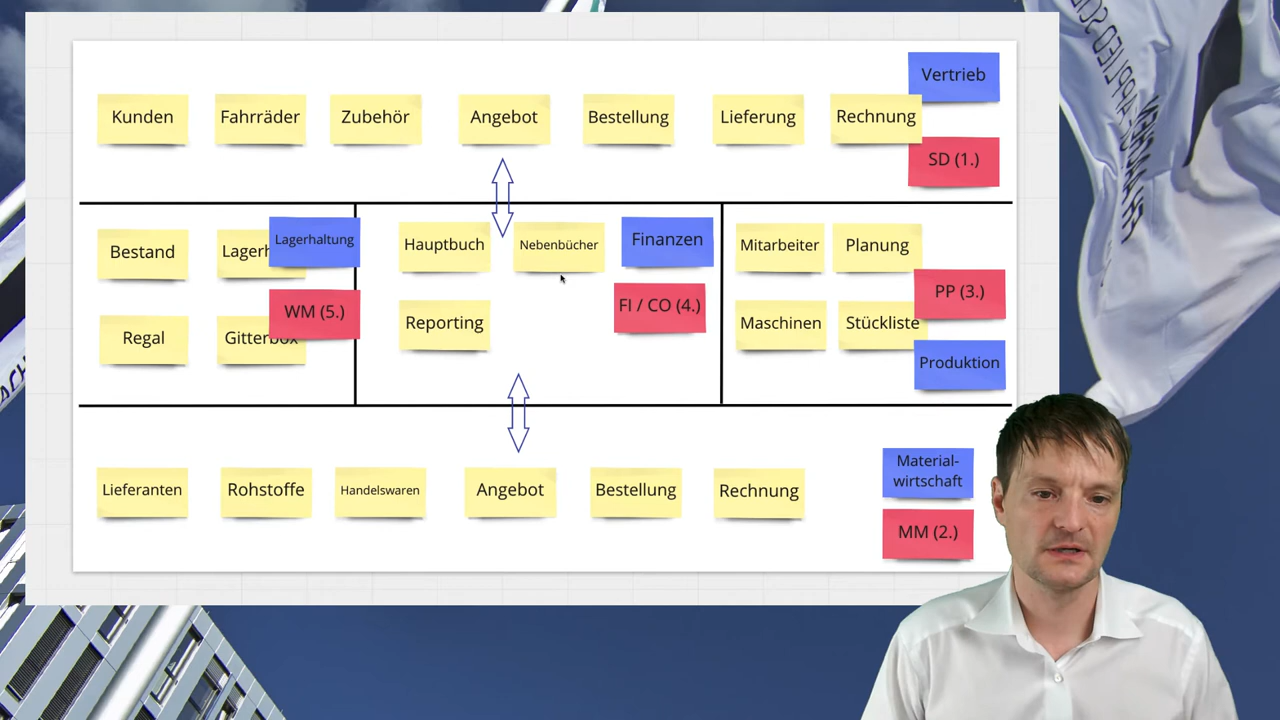 Vertrieb
Kunden
Fahrräder
Zubehör
Angebot
Bestellung
Lieferung
Rechnung
SD (1.)
Bestand
Lagerhaltung
WM (5.)
Regal
Gitterbox
Hauptbuch
Nebenbücher
Finanzen
FI / CO (4.)
Reporting
Mitarbeiter
Planung
PP (3.)
Maschinen
Stückliste
Produktion
Lieferanten
Rohstoffe
Handelswaren
Angebot
Bestellung
Rechnung
Material-
wirtschaft
MM (2.)